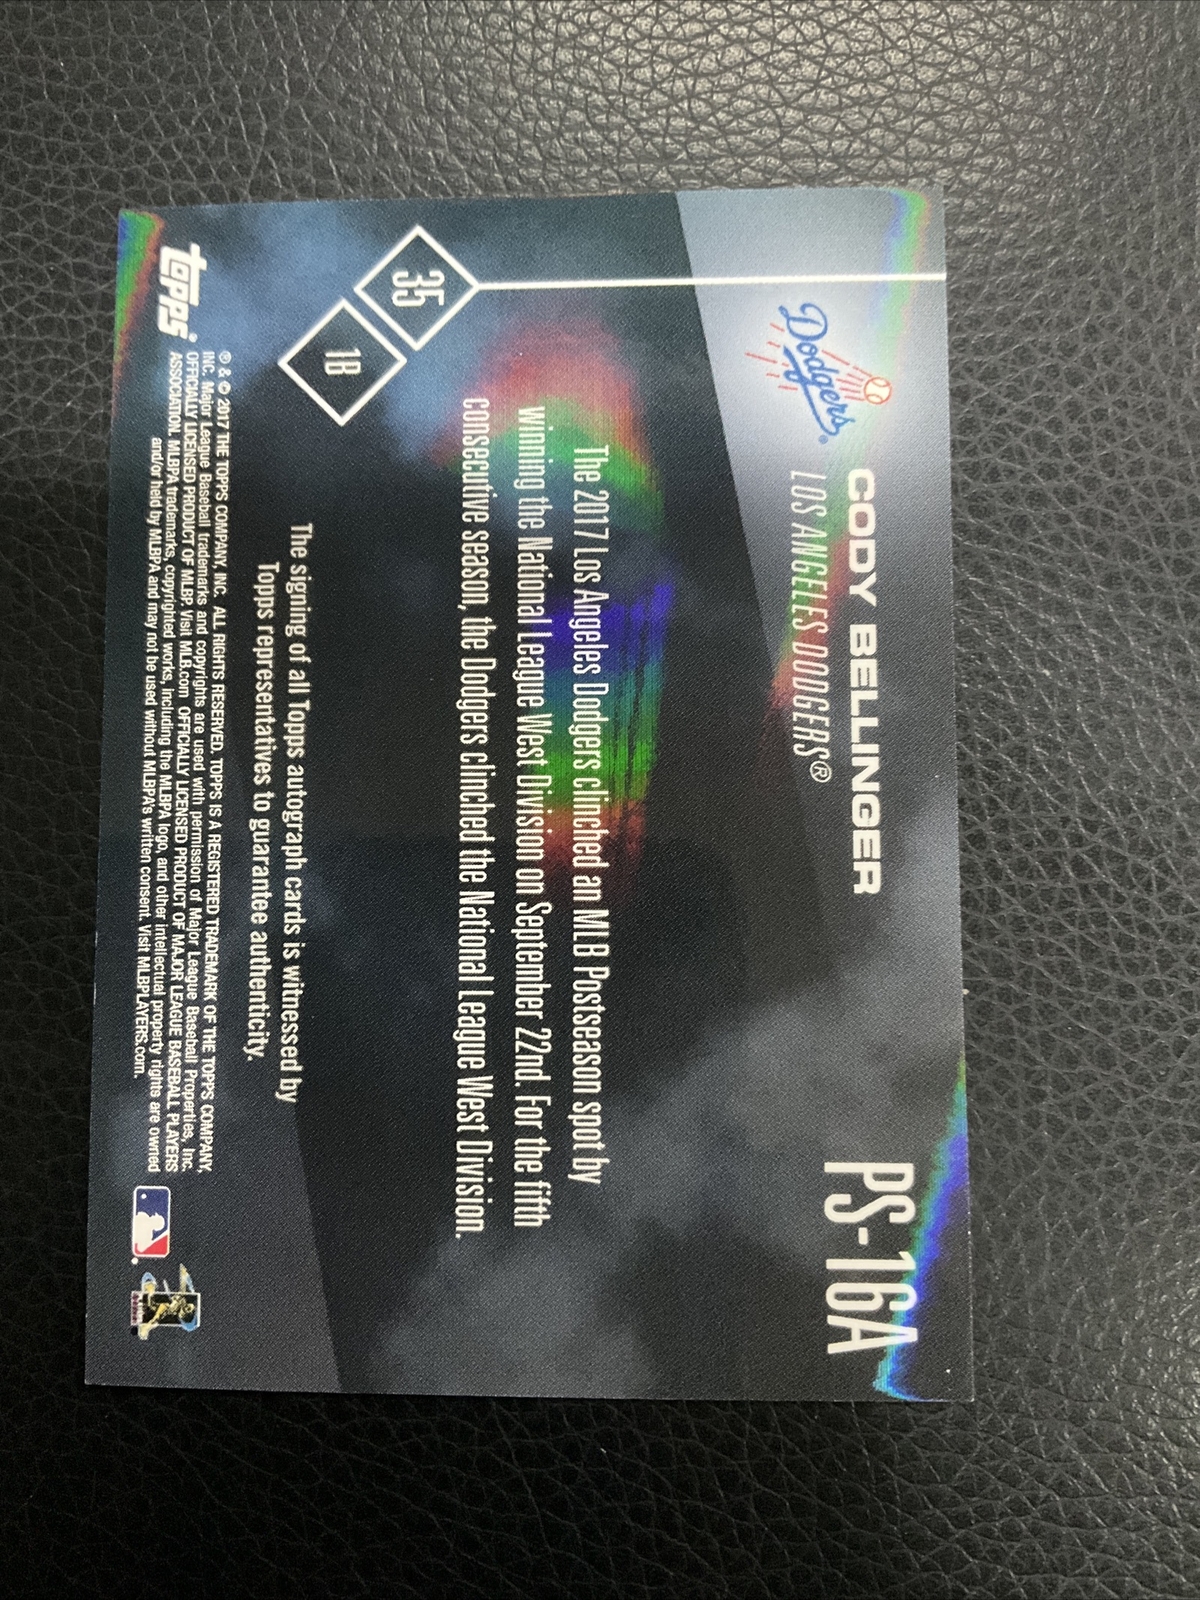 Dodgers®
CODY BELLINGER
LOS ANGELES DODGERS®
PS-16A
The 2017 Los Angeles Dodgers clinched an MLB Postseason spot by
winning the National League West Division on September 22nd. For the fifth
consecutive season, the Dodgers clinched the National League West Division.
35
18
The signing of all Topps autograph cards is witnessed by
Topps representatives to guarantee authenticity.
topps®
® & © 2017 THE TOPPS COMPANY, INC. ALL RIGHTS RESERVED. TOPPS IS A REGISTERED TRADEMARK OF THE TOPPS COMPANY,
INC. Major League Baseball trademarks and copyrights are used with permission of Major League Baseball Properties, Inc.
OFFICIALLY LICENSED PRODUCT OF MLBP. Visit MLB.com OFFICIALLY LICENSED PRODUCT OF MAJOR LEAGUE BASEBALL PLAYERS
ASSOCIATION. MLBPA trademarks, copyrighted works, including the MLBPA logo, and other intellectual property rights are owned
and/or held by MLBPA and may not be used without MLBPA's written consent. Visit MLBPLAYERS.com.